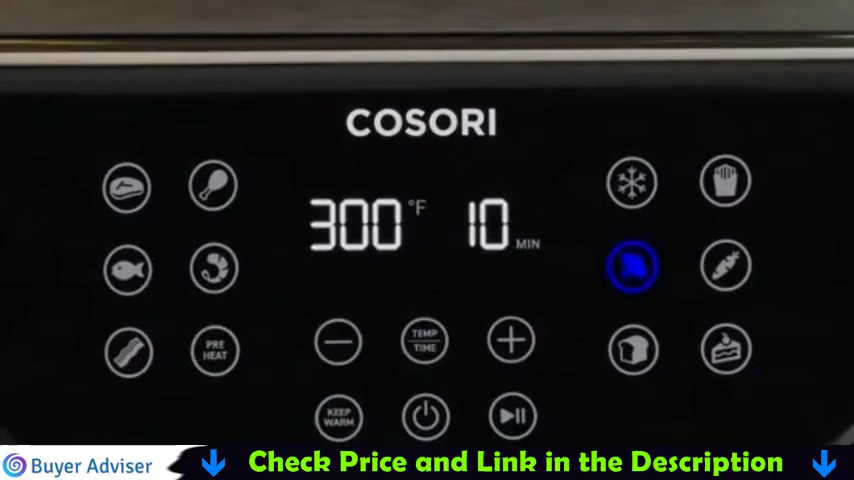 COSORI
300 °F 10 MIN
PRE
HEAT
TEMP
TIME
KEEP
WARM
Buyer Adviser
Check Price and Link in the Description